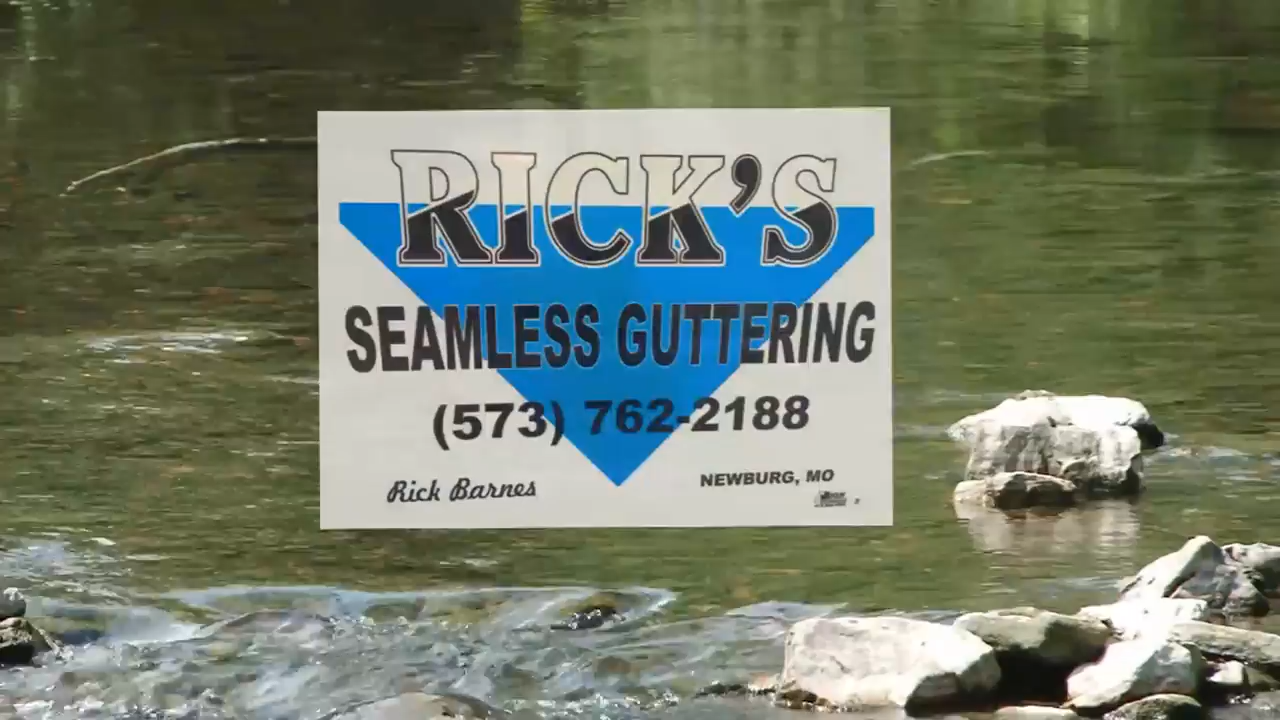 RICK'S
SEAMLESS GUTTERING
(573) 762-2188
Rick Barnes
NEWBURG, MO